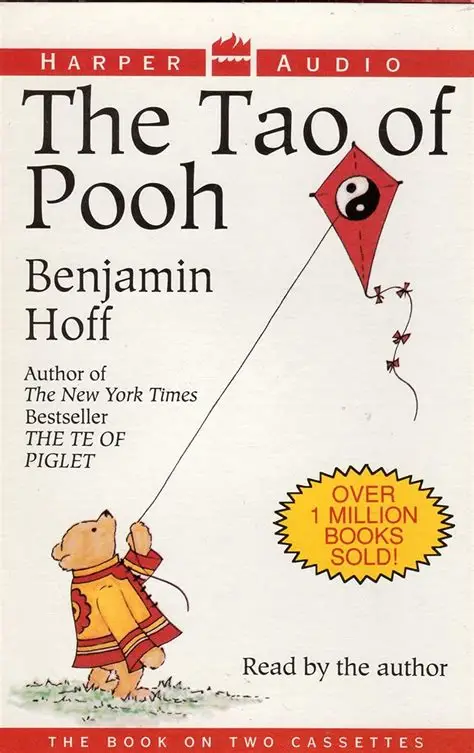 HARPER AUDIO
The Tao of
Pooh
Benjamin
Hoff
Author of
The New York Times
Bestseller
THE TE OF
PIGLET
OVER
1 MILLION
BOOKS
SOLD!
Read by the author
THE BOOK ON TWO CASSETTES